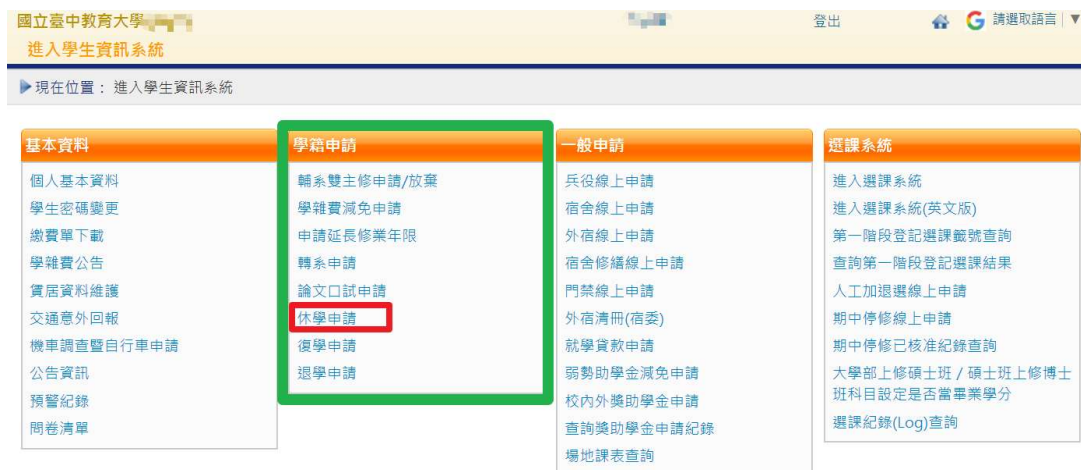 國立臺中教育大學
登出
請選取語言 | ▼
進入學生資訊系統
現在位置： 進入學生資訊系統
基本資料
個人基本資料
學生密碼變更
繳費單下載
學雜費公告
賃居資料維護
交通意外回報
機車調查暨自行車申請
公告資訊
預警紀錄
問卷清單
學籍申請
輔系雙主修申請/放棄
學雜費減免申請
申請延長修業年限
轉系申請
論文口試申請
休學申請
復學申請
退學申請
一般申請
兵役線上申請
宿舍線上申請
外宿線上申請
宿舍修繕線上申請
門禁線上申請
外宿清冊(宿委)
就學貸款申請
弱勢助學金減免申請
校內外獎助學金申請
查詢獎助學金申請紀錄
場地課表查詢
選課系統
進入選課系統
進入選課系統(英文版)
第一階段登記選課籤號查詢
查詢第一階段登記選課結果
人工加退選線上申請
期中停修線上申請
期中停修已核准紀錄查詢
大學部上修碩士班 / 碩士班上修博士
班科目設定是否當畢業學分
選課紀錄(Log)查詢